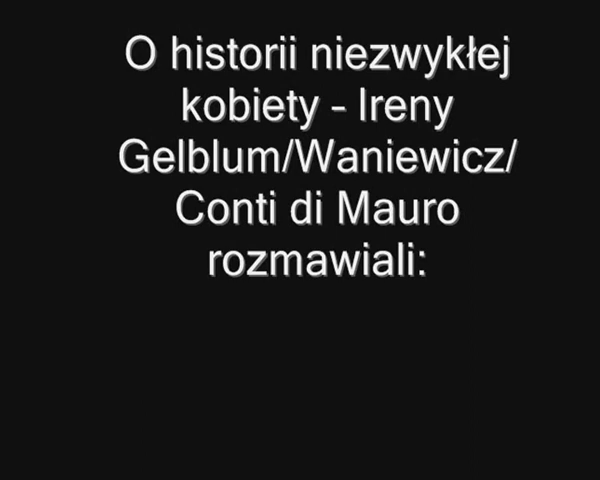 O historii niezwykłej
kobiety - Ireny
Gelblum/Waniewicz/
Conti di Mauro
rozmawiali: